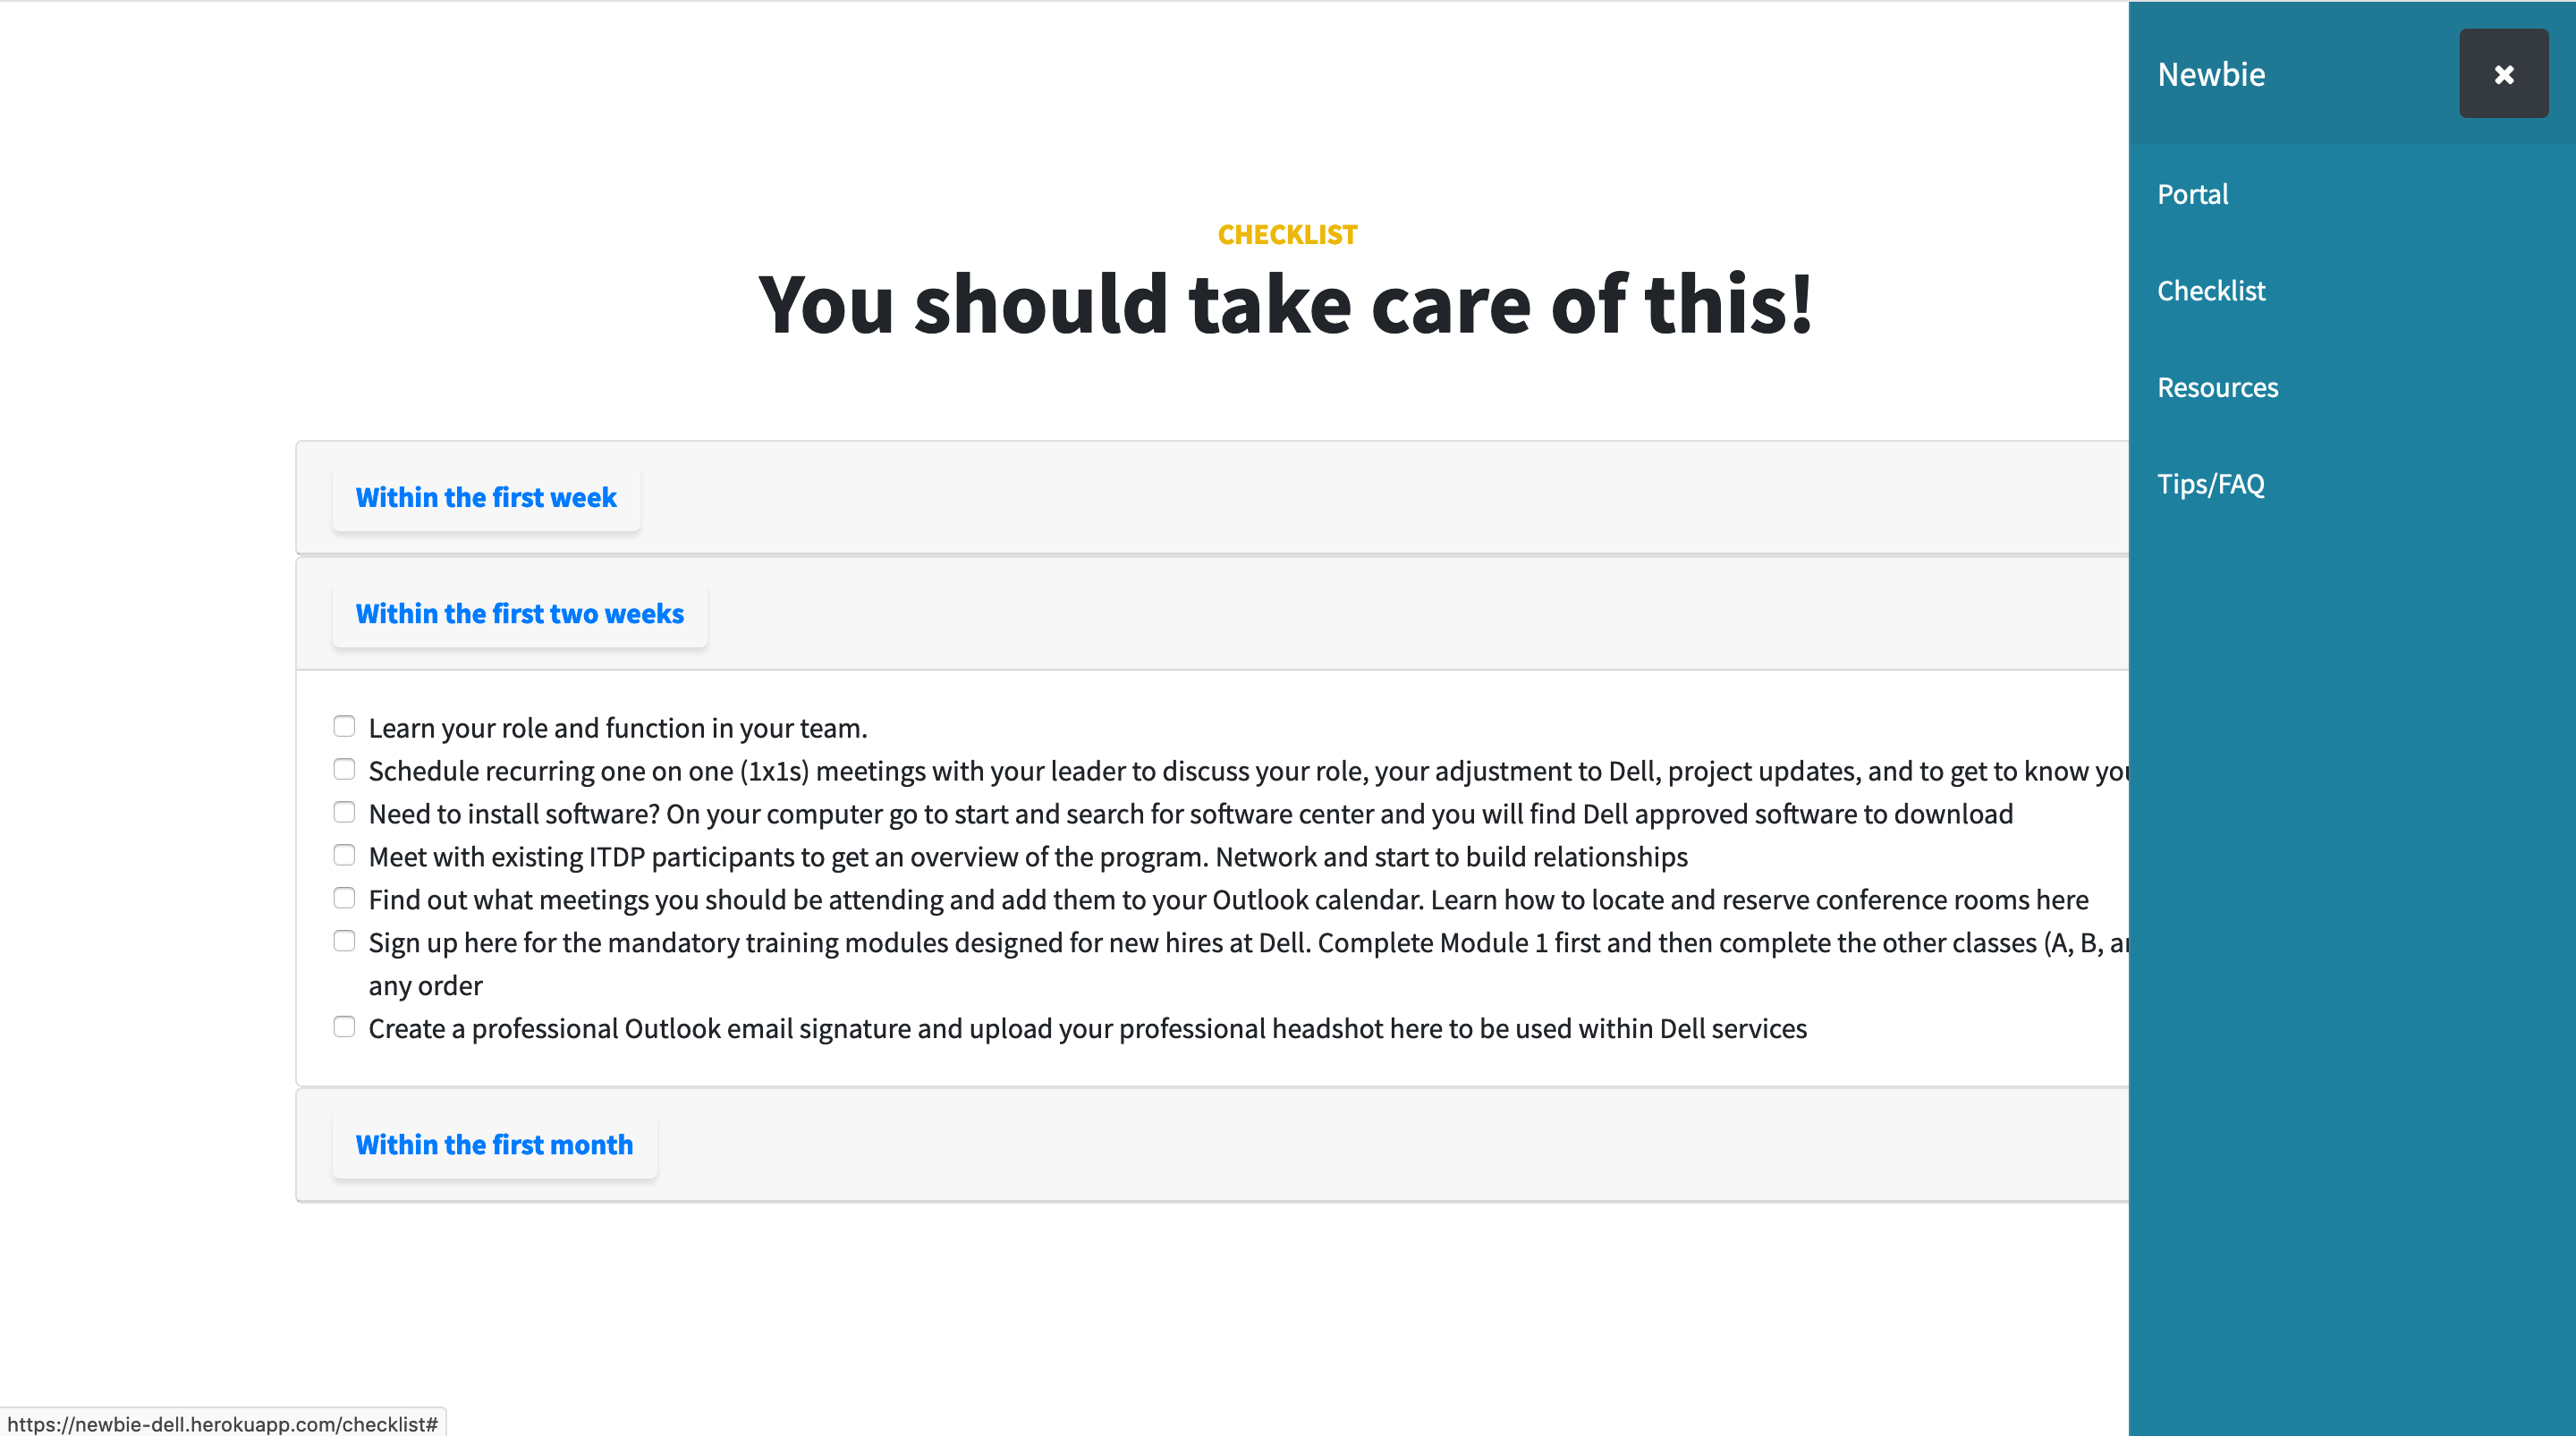 Newbie
Portal
Checklist
Resources
Tips/FAQ
CHECKLIST
You should take care of this!
Within the first week
Within the first two weeks
Learn your role and function in your team.
Schedule recurring one on one (1x1s) meetings with your leader to discuss your role, your adjustment to Dell, project updates, and to get to know
Need to install software? On your computer go to start and search for software center and you will find Dell approved software to download
Meet with existing ITDP participants to get an overview of the program. Network and start to build relationships
Find out what meetings you should be attending and add them to your Outlook calendar. Learn how to locate and reserve conference rooms here
Sign up here for the mandatory training modules designed for new hires at Dell. Complete Module 1 first and then complete the other classes (A, B,
any order
Create a professional Outlook email signature and upload your professional headshot here to be used within Dell services
Within the first month
https://newbie-dell.herokuapp.com/checklist#